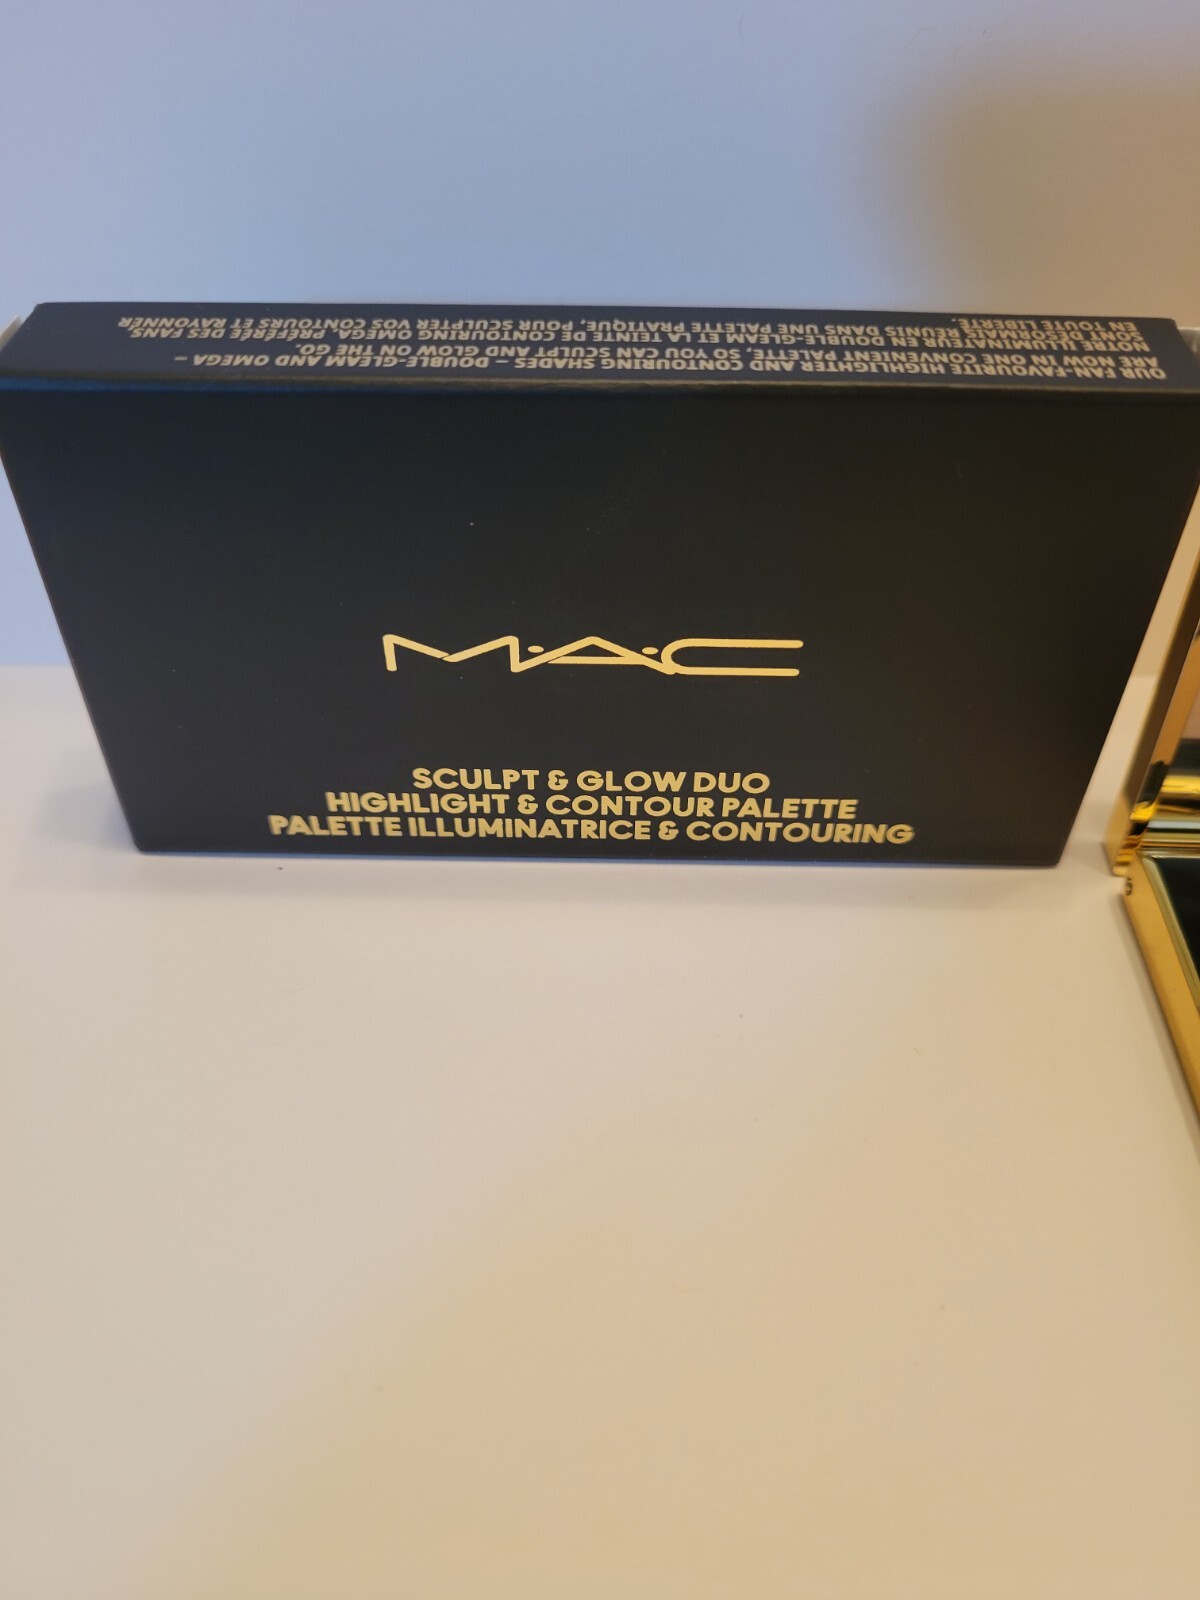 OUR FAN-FAVOURITE HIGHLIGHTER AND CONTOURING SHADES – DOUBLE-GLEAM AND OMEGA –
ARE NOW IN ONE CONVENIENT PALETTE, SO YOU CAN SCULPT AND GLOW ON THE GO.
NOTRE ILLUMINATEUR EN DOUBLE-GLEAM ET LA TEINTE DE CONTOURING OMEGA PRÉFÉRÉE DES FANS,
SONT DÉSORMAIS RÉUNIS DANS UNE PALETTE PRATIQUE, POUR SCULPTER VOS CONTOURS ET RAYONNER
EN TOUTE LIBERTÉ.
M·A·C
SCULPT & GLOW DUO
HIGHLIGHT & CONTOUR PALETTE
PALETTE ILLUMINATRICE & CONTOURING